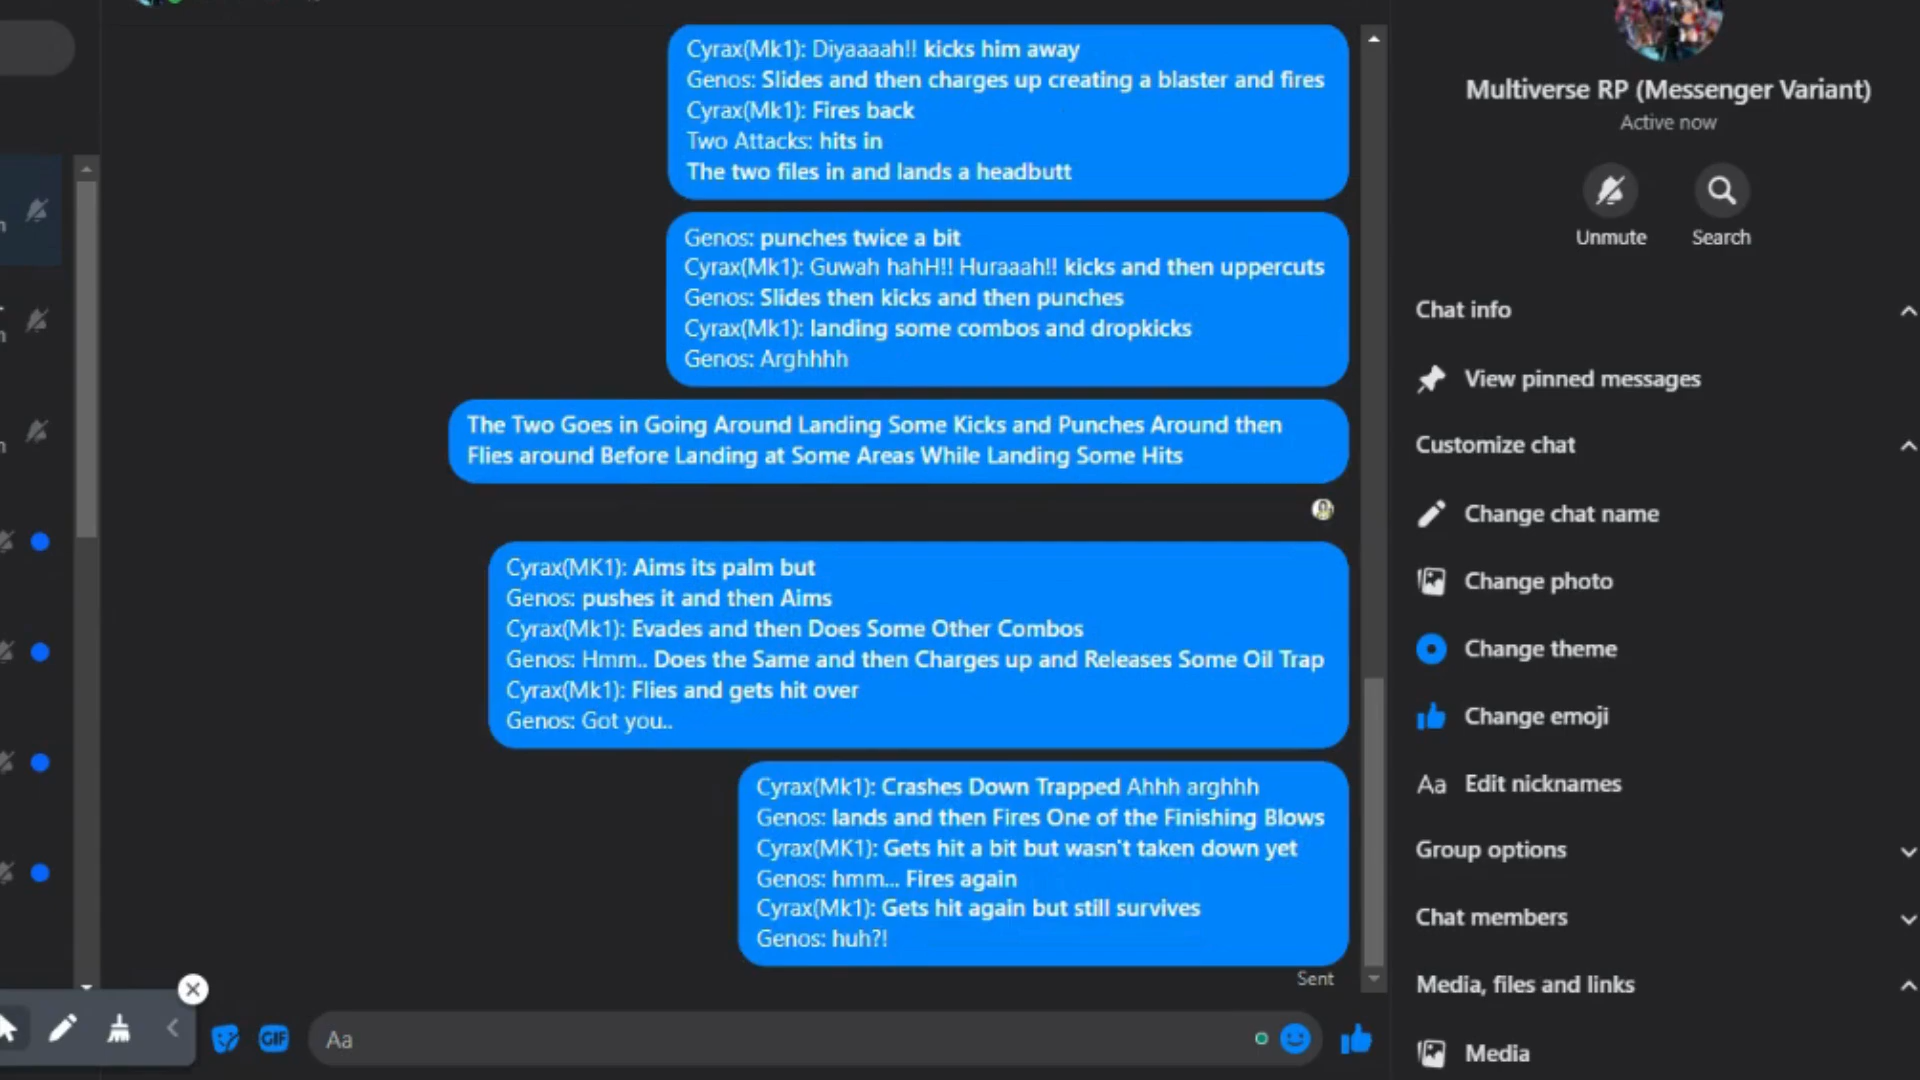 Cyrax(Mk1): Diyaaaah!! kicks him away
Genos: Slides and then charges up creating a blaster and fires
Cyrax(Mk1): Fires back
Two Attacks: hits in
The two files in and lands a headbutt
Genos: punches twice a bit
Cyrax(Mk1): Guwah hahH!! Huraaah!! kicks and then uppercuts
Genos: Slides then kicks and then punches
Cyrax(Mk1): landing some combos and dropkicks
Genos: Arghhhh
The Two Goes in Going Around Landing Some Kicks and Punches Around then
Flies around Before Landing at Some Areas While Landing Some Hits
Cyrax(MK1): Aims its palm but
Genos: pushes it and then Aims
Cyrax(Mk1): Evades and then Does Some Other Combos
Genos: Hmm.. Does the Same and then Charges up and Releases Some Oil Trap
Cyrax(Mk1): Flies and gets hit over
Genos: Got you..
Cyrax(Mk1): Crashes Down Trapped Ahhh arghhh
Genos: lands and then Fires One of the Finishing Blows
Cyrax(MK1): Gets hit a bit but wasn't taken down yet
Genos: hmm... Fires again
Cyrax(Mk1): Gets hit again but still survives
Genos: huh?!
Sent
GIF
Aa
Multiverse RP (Messenger Variant)
Active now
Unmute
Search
Chat info
View pinned messages
Customize chat
Change chat name
Change photo
Change theme
Change emoji
Aa Edit nicknames
Group options
Chat members
Media, files and links
Media